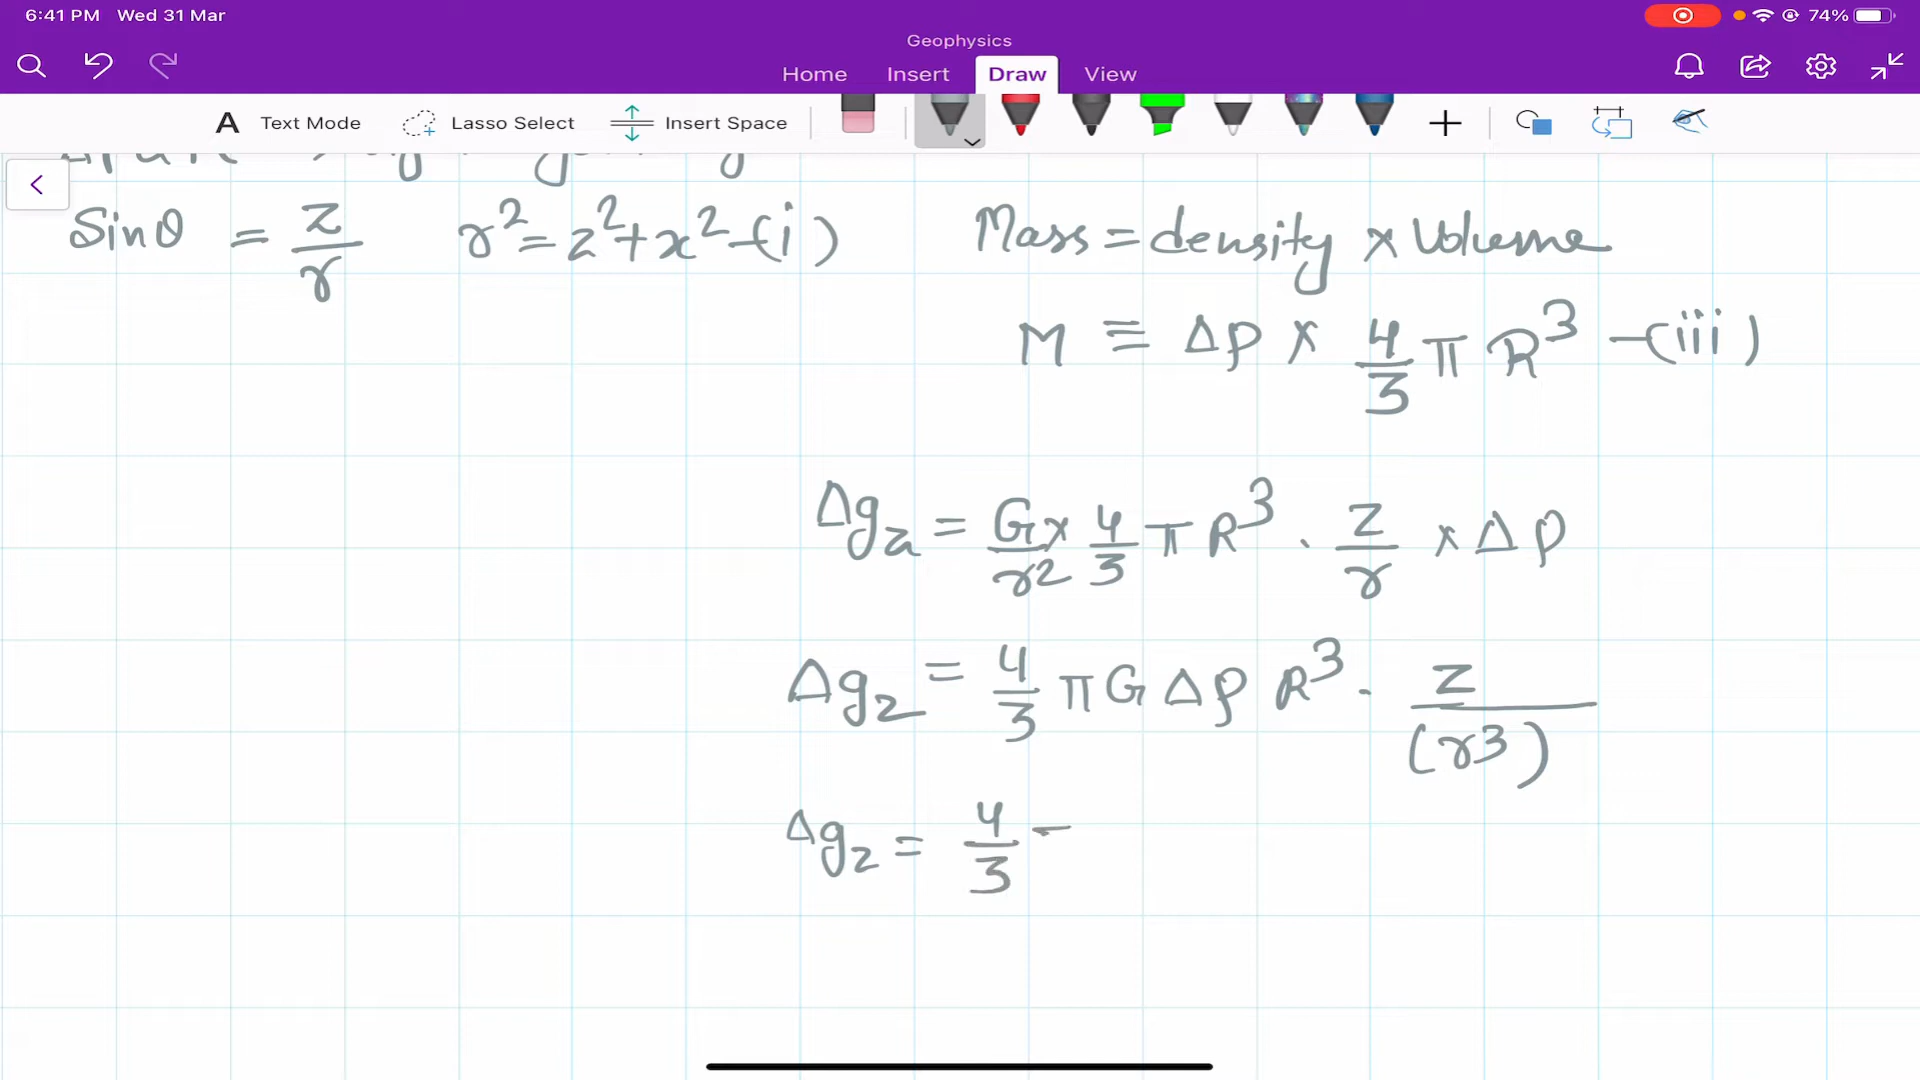 6:41 PM Wed 31 Mar
74%
Geophysics
Home Insert Draw View
A Text Mode Lasso Select Insert Space
Sinθ = z/r r² = z² + x² –(i) Mass = density × Volume
M ≡ Δρ × 4/3 π R³ –(iii)
Δg_z = G/r² × 4/3 π R³ . z/r × Δρ
Δg_z = 4/3 π G Δρ R³ . z/(r³)
Δg_z = 4/3